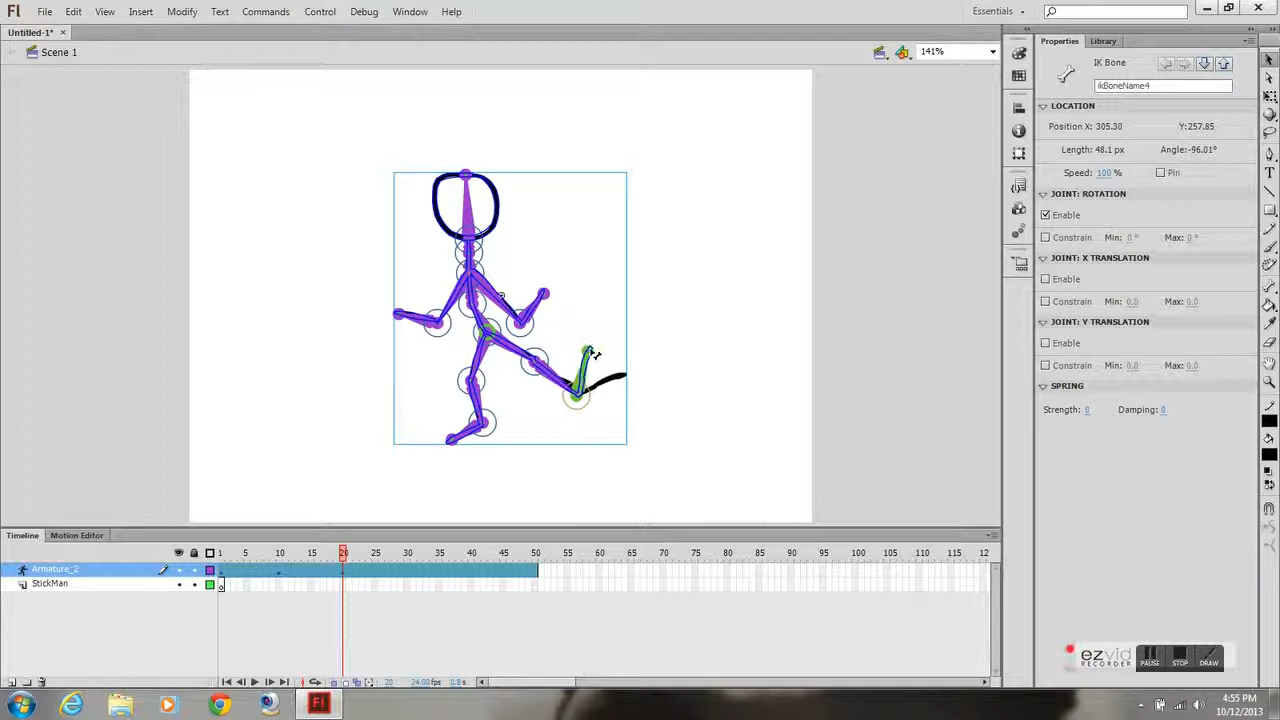 Fl File Edit View Insert Modify Text Commands Control Debug Window Help Essentials
Untitled-1* ×
Scene 1 141%
Properties Library
IK Bone
ikBoneName4
LOCATION
Position X: 305.30 Y:257.85
Length: 48.1 px Angle:-96.01°
Speed: 100 % Pin
JOINT: ROTATION
Enable
Constrain Min: 0 ° Max: 0 °
JOINT: X TRANSLATION
Enable
Constrain Min: 0.0 Max: 0.0
JOINT: Y TRANSLATION
Enable
Constrain Min: 0.0 Max: 0.0
SPRING
Strength: 0 Damping: 0
Timeline Motion Editor
1 5 10 15 20 25 30 35 40 45 50 55 60 65 70 75 80 85 90 95 100 105 110 115 12
Armature_2
StickMan
20 24.00 fps 0.8 s
ezvid
RECORDER
PAUSE STOP DRAW
Fl
4:55 PM
10/12/2013